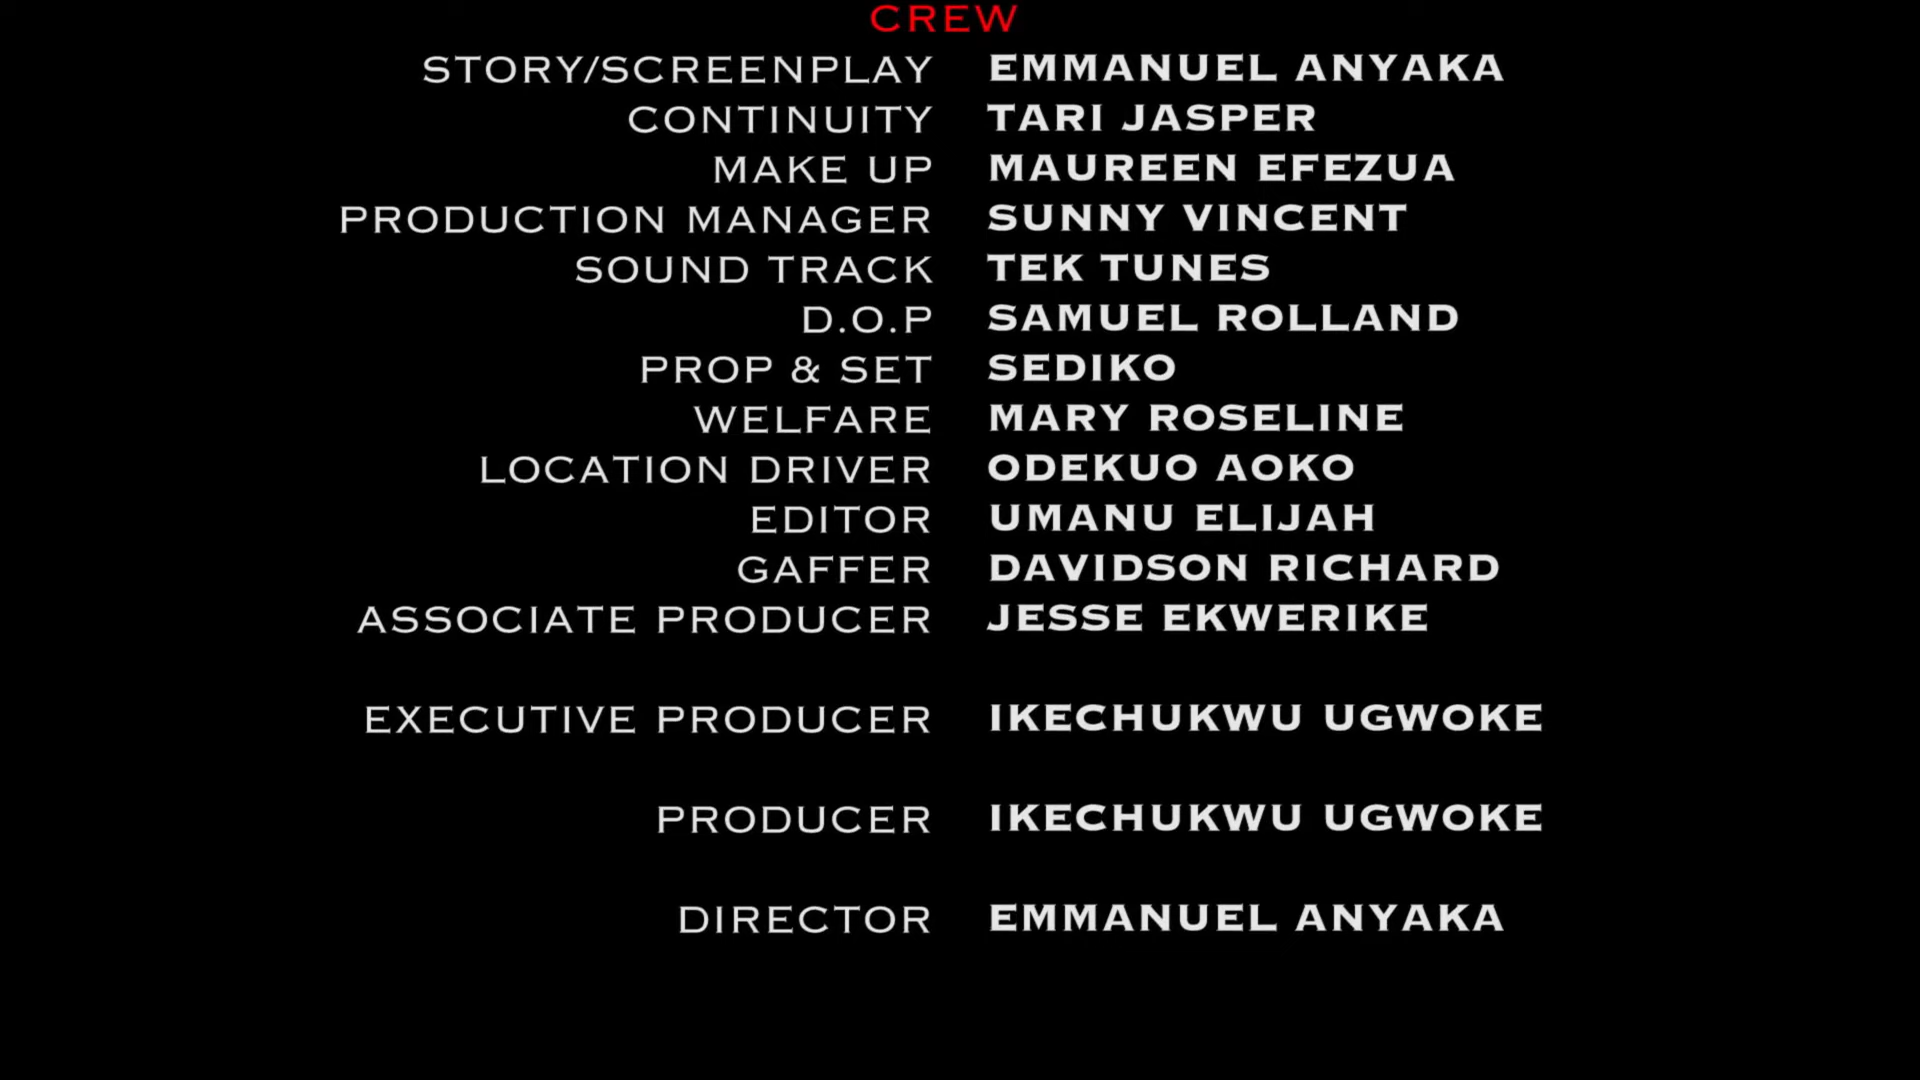 CREW
STORY/SCREENPLAY EMMANUEL ANYAKA
CONTINUITY TARI JASPER
MAKE UP MAUREEN EFEZUA
PRODUCTION MANAGER SUNNY VINCENT
SOUND TRACK TEK TUNES
D.O.P SAMUEL ROLLAND
PROP & SET SEDIKO
WELFARE MARY ROSELINE
LOCATION DRIVER ODEKUO AOKO
EDITOR UMANU ELIJAH
GAFFER DAVIDSON RICHARD
ASSOCIATE PRODUCER JESSE EKWERIKE
EXECUTIVE PRODUCER IKECHUKWU UGWOKE
PRODUCER IKECHUKWU UGWOKE
DIRECTOR EMMANUEL ANYAKA